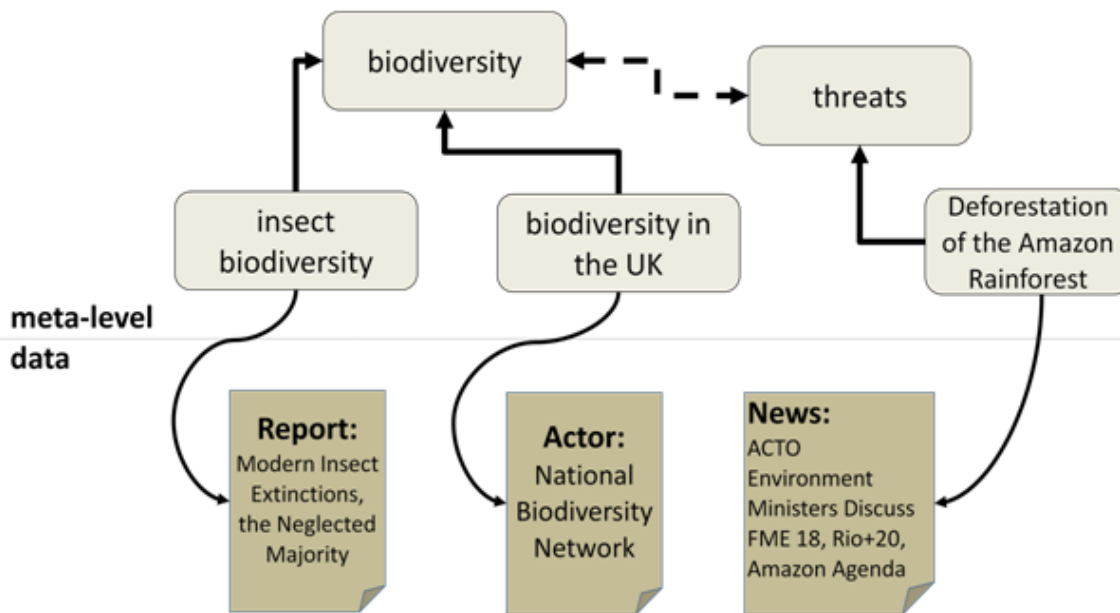 biodiversity
threats
insect
biodiversity
biodiversity in
the UK
Deforestation
of the Amazon
Rainforest
meta-level
data
Report:
Modern Insect
Extinctions,
the Neglected
Majority
Actor:
National
Biodiversity
Network
News:
ACTO
Environment
Ministers Discuss
FME 18, Rio+20,
Amazon Agenda